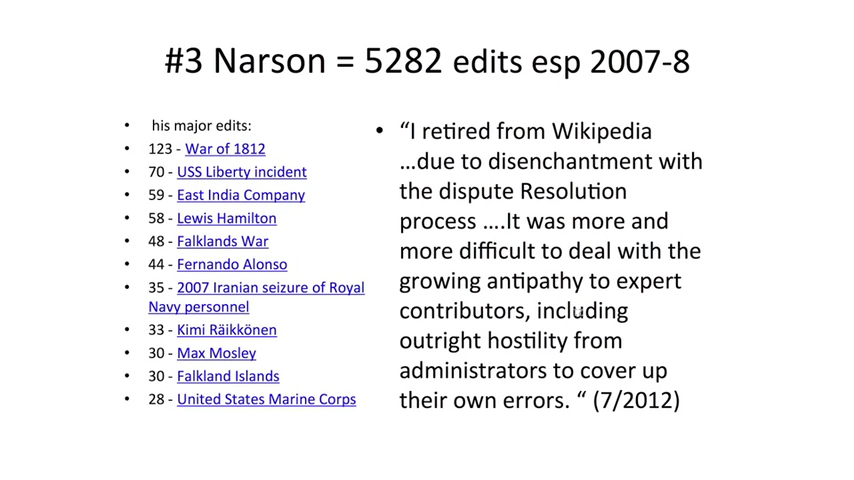 #3 Narson = 5282 edits esp 2007-8
• his major edits:
• 123 - War of 1812
• 70 - USS Liberty incident
• 59 - East India Company
• 58 - Lewis Hamilton
• 48 - Falklands War
• 44 - Fernando Alonso
• 35 - 2007 Iranian seizure of Royal
Navy personnel
• 33 - Kimi Räikkönen
• 30 - Max Mosley
• 30 - Falkland Islands
• 28 - United States Marine Corps
• “I retired from Wikipedia
…due to disenchantment with
the dispute Resolution
process ….It was more and
more difficult to deal with the
growing antipathy to expert
contributors, including
outright hostility from
administrators to cover up
their own errors. “ (7/2012)